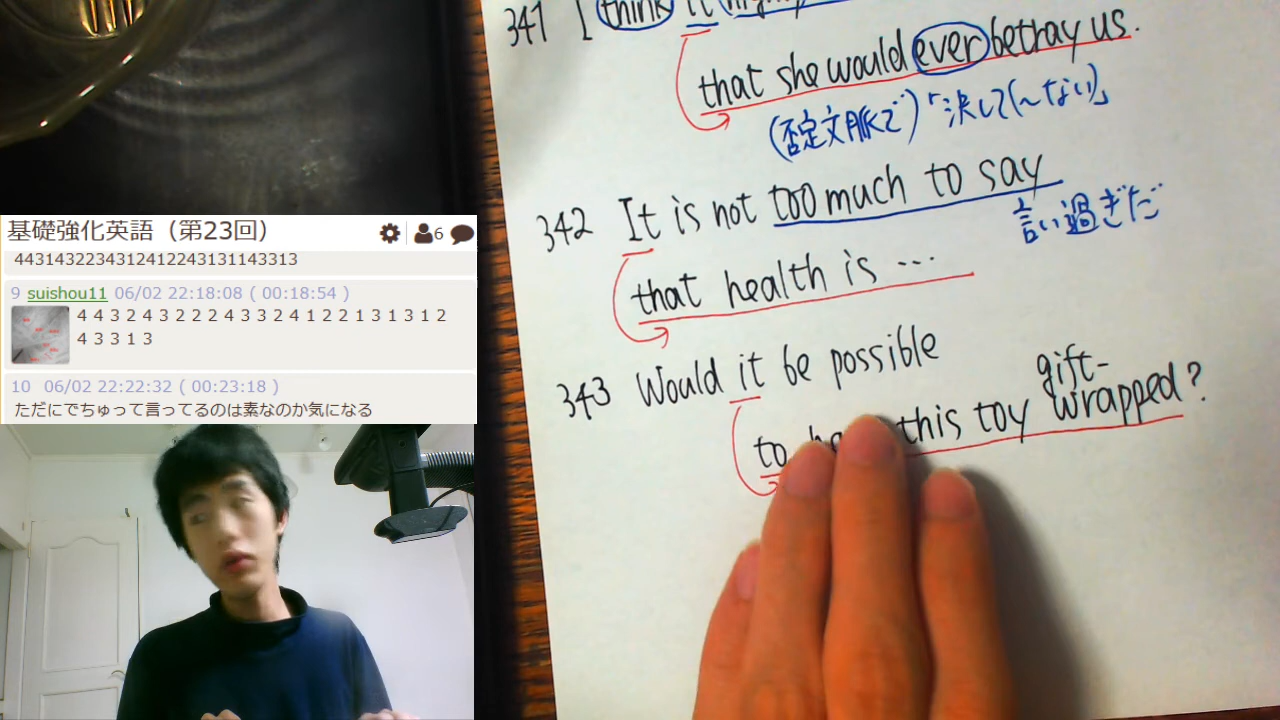 基礎強化英語（第23回）
6
44314322343124122431311433​13
9 suishou11 06/02 22:18:08 ( 00:18:54 )
4 4 3 2 4 3 2 2 2 4 3 3 2 4 1 2 2 1 3 1 3 1 2
4 3 3 1 3
10 06/02 22:22:32 ( 00:23:18 )
ただにでちゅって言ってるのは素なのか気になる
341 I think it
that she would ever betray us.
(否定文脈で)「決して(〜ない)」
342 It is not too much to say
言い過ぎだ
that health is ...
343 Would it be possible
to this toy gift-
wrapped?